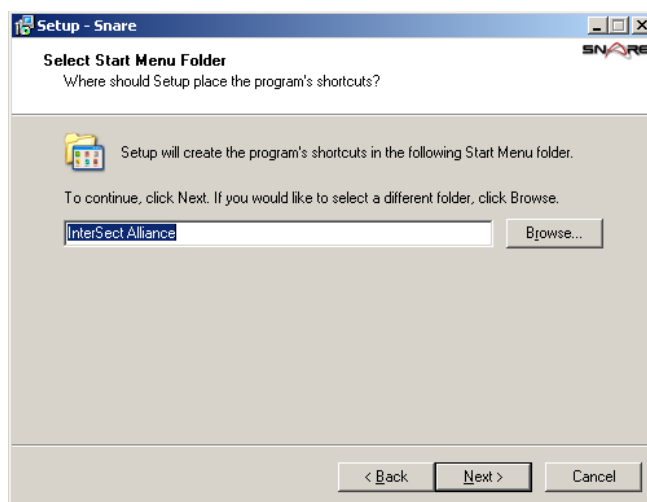 Setup - Snare
Select Start Menu Folder
Where should Setup place the program's shortcuts?
SNARE
Setup will create the program's shortcuts in the following Start Menu folder.
To continue, click Next. If you would like to select a different folder, click Browse.
InterSect Alliance
Browse...
< Back
Next >
Cancel